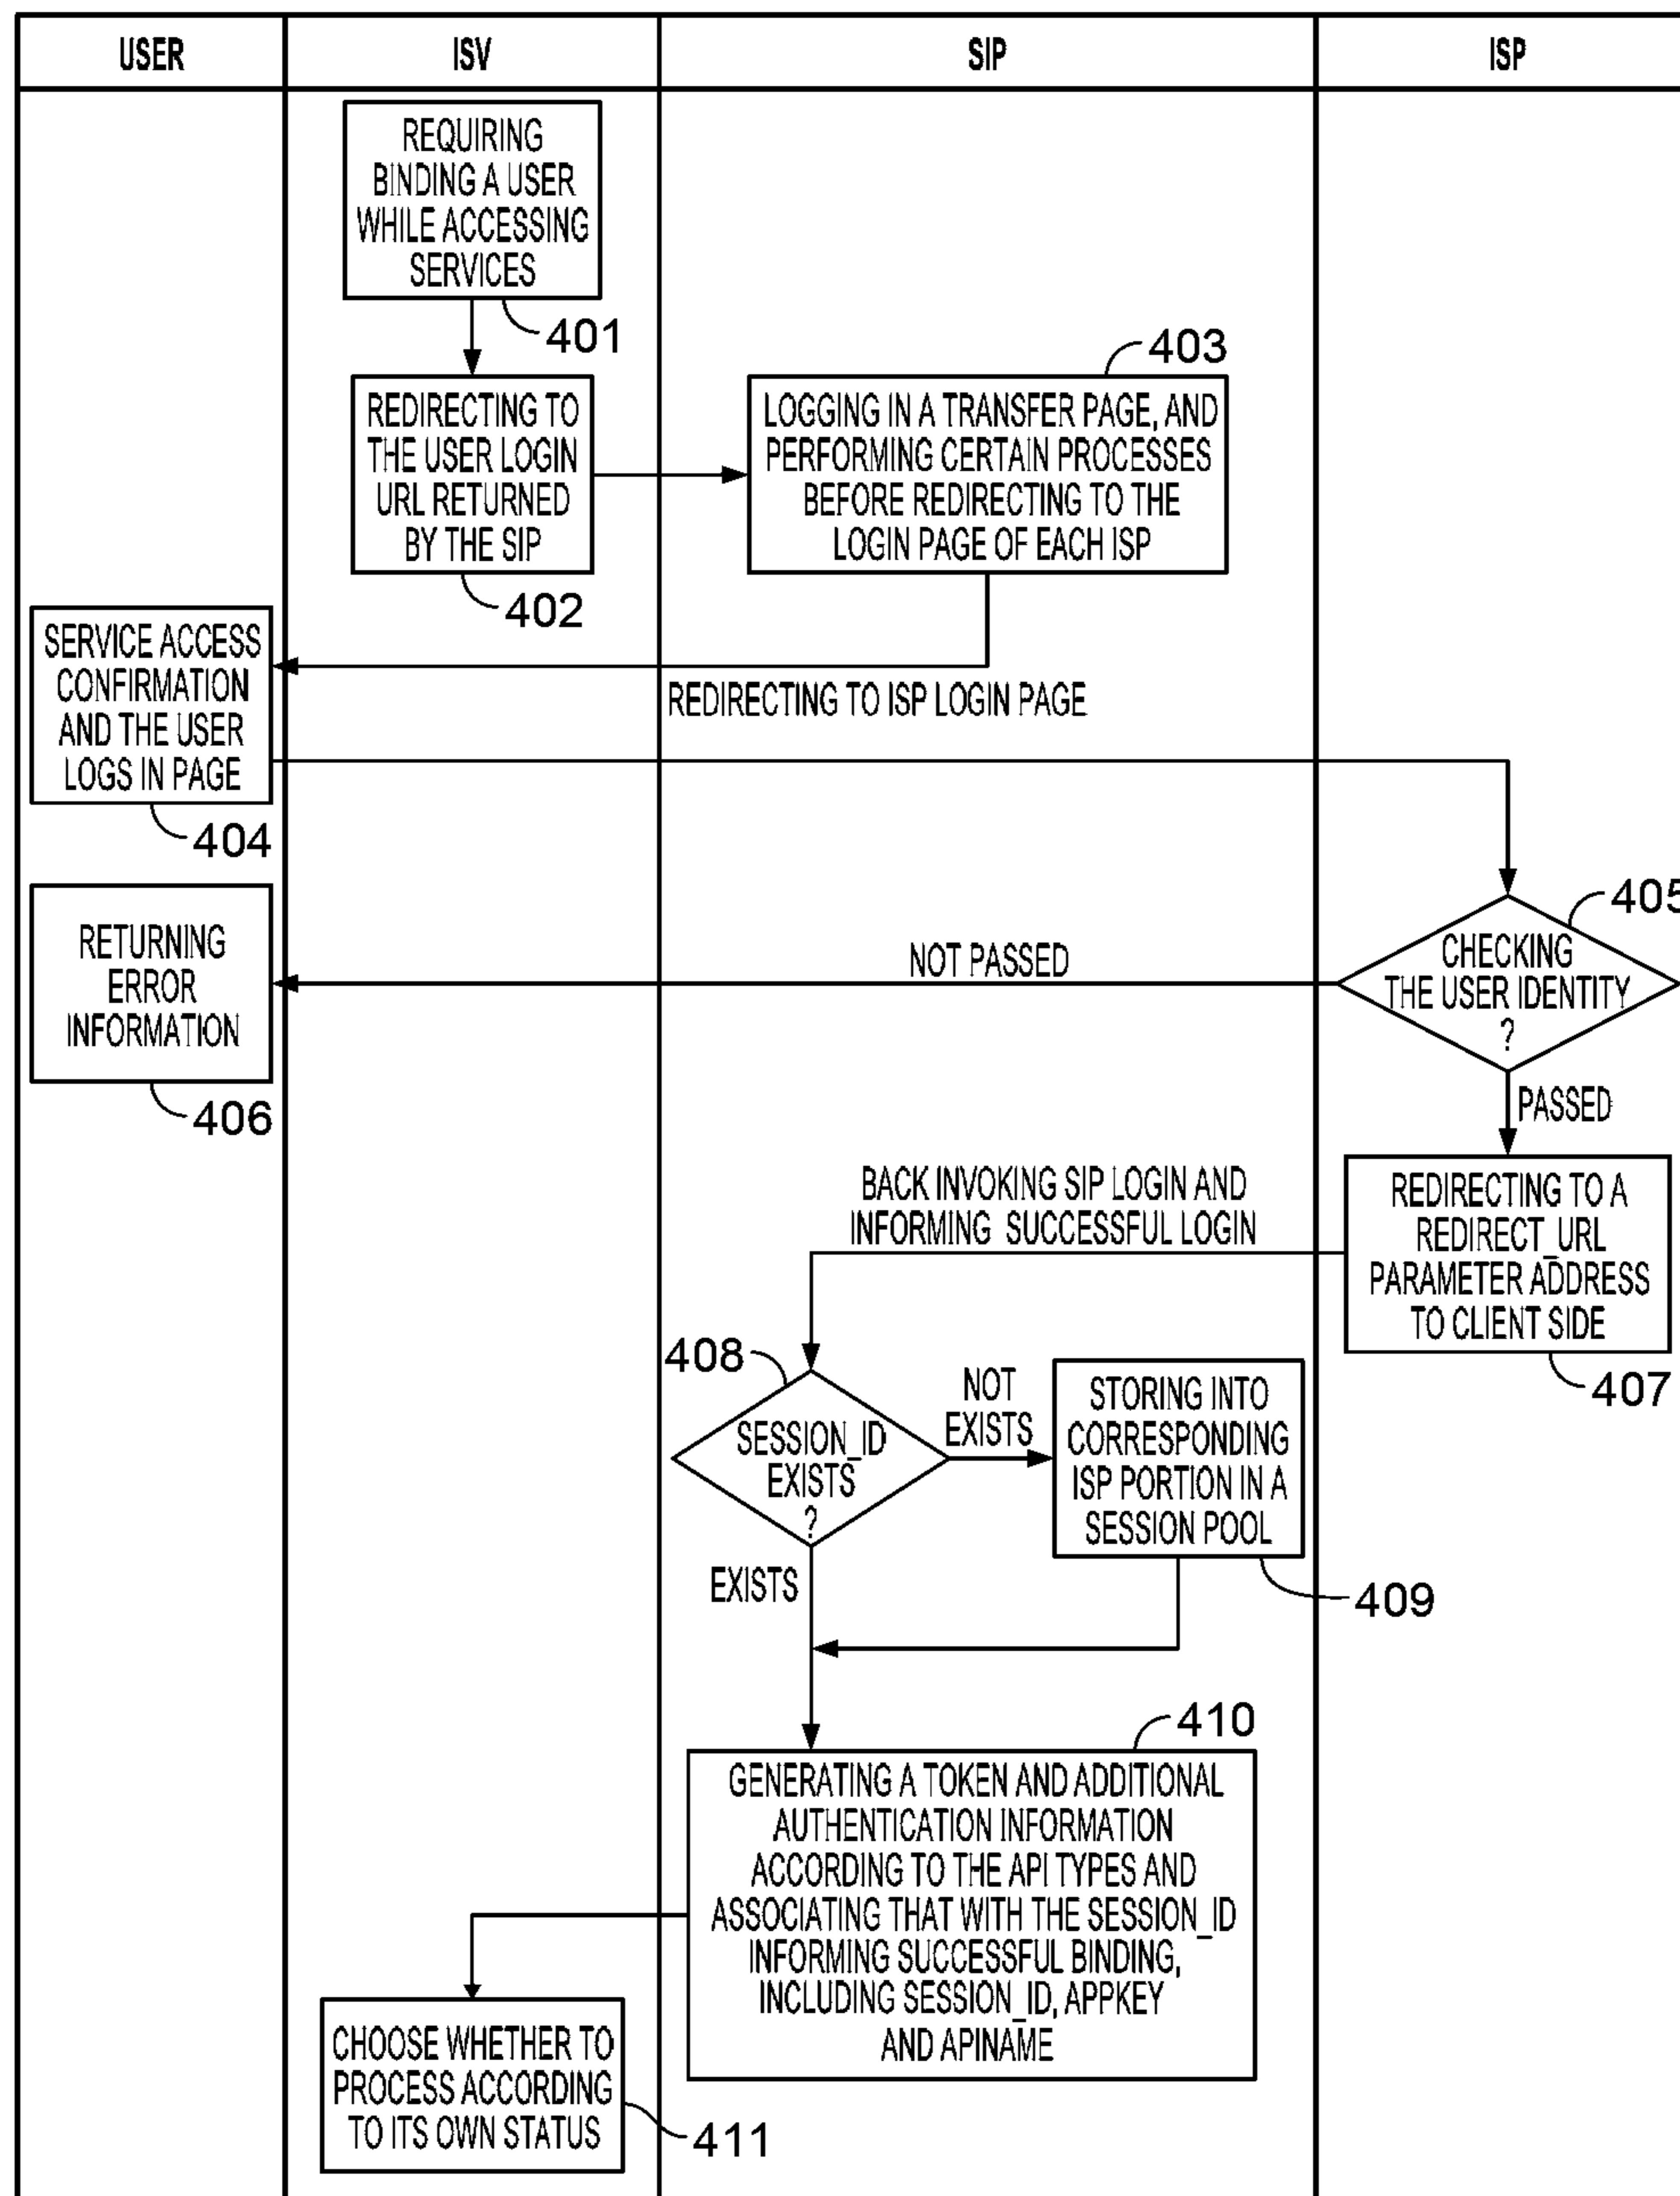 USER
ISV
SIP
ISP
REQUIRING
BINDING A USER
WHILE ACCESSING
SERVICES
401
REDIRECTING TO
THE USER LOGIN
URL RETURNED
BY THE SIP
402
403
LOGGING IN A TRANSFER PAGE, AND
PERFORMING CERTAIN PROCESSES
BEFORE REDIRECTING TO THE
LOGIN PAGE OF EACH ISP
SERVICE ACCESS
CONFIRMATION
AND THE USER
LOGS IN PAGE
404
REDIRECTING TO ISP LOGIN PAGE
405
CHECKING
THE USER IDENTITY
?
NOT PASSED
RETURNING
ERROR
INFORMATION
406
PASSED
REDIRECTING TO A
REDIRECT_URL
PARAMETER ADDRESS
TO CLIENT SIDE
407
BACK INVOKING SIP LOGIN AND
INFORMING SUCCESSFUL LOGIN
408
SESSION_ID
EXISTS
?
NOT
EXISTS
STORING INTO
CORRESPONDING
ISP PORTION IN A
SESSION POOL
409
EXISTS
410
GENERATING A TOKEN AND ADDITIONAL
AUTHENTICATION INFORMATION
ACCORDING TO THE API TYPES AND
ASSOCIATING THAT WITH THE SESSION_ID
INFORMING SUCCESSFUL BINDING,
INCLUDING SESSION_ID, APPKEY
AND APINAME
CHOOSE WHETHER TO
PROCESS ACCORDING
TO ITS OWN STATUS
411